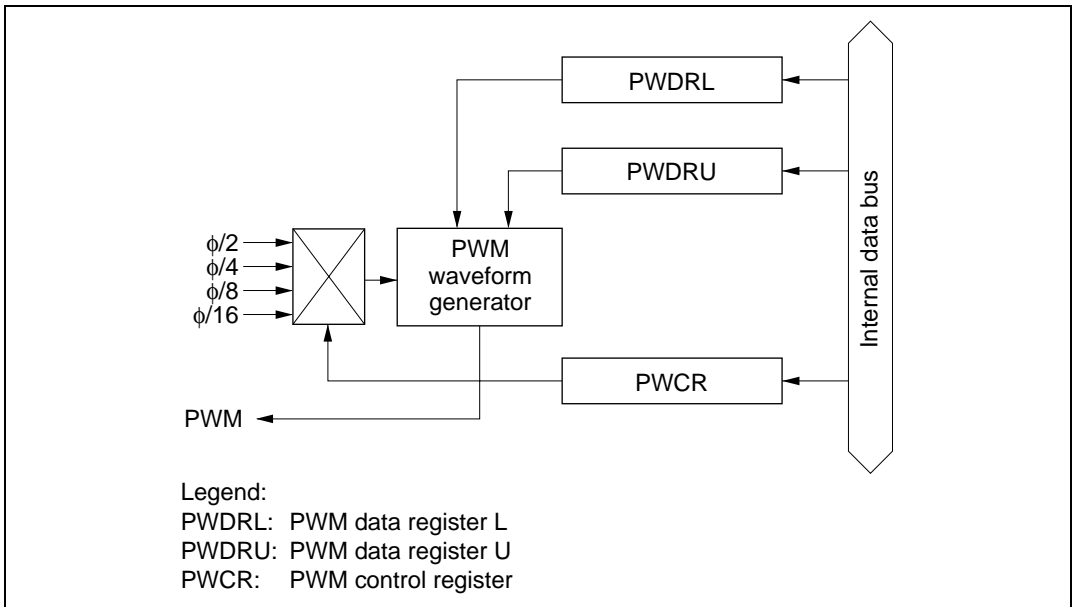 PWDRL
PWDRU
Internal data bus
ϕ/2
ϕ/4
ϕ/8
ϕ/16
PWM
waveform
generator
PWCR
PWM
Legend:
PWDRL: PWM data register L
PWDRU: PWM data register U
PWCR: PWM control register